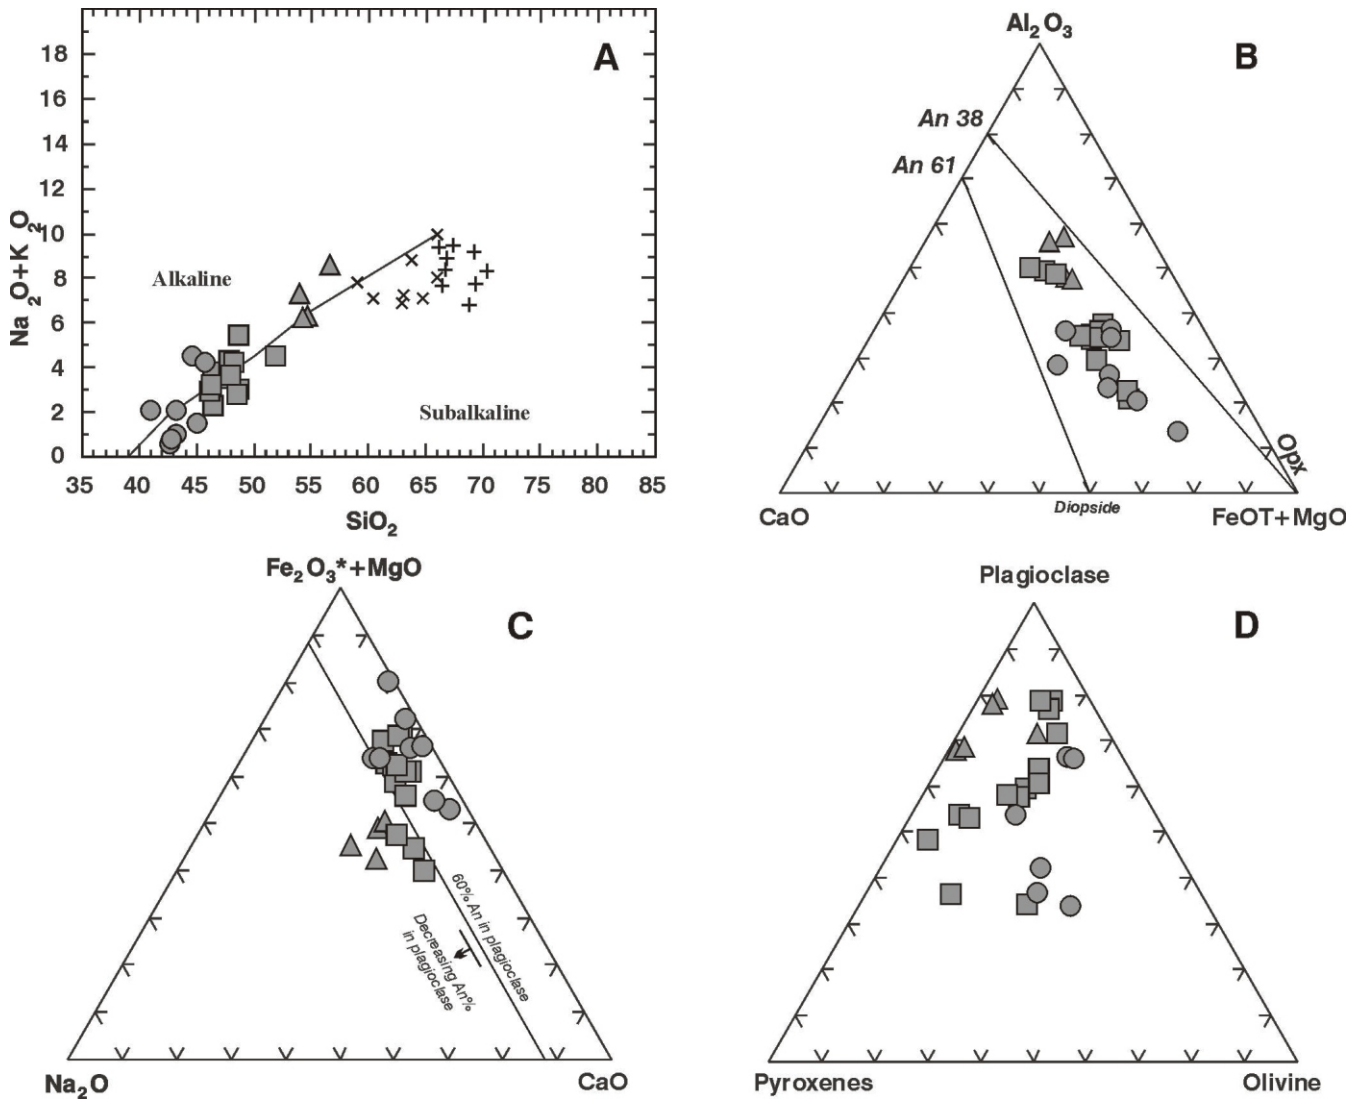 A
18
16
14
12
10
8
6
4
2
0
Na₂O+K₂O
Alkaline
Subalkaline
35 40 45 50 55 60 65 70 75 80 85
SiO₂
Al₂O₃
B
An 38
An 61
Opx
Diopside
CaO
FeOT+MgO
Fe₂O₃*+MgO
C
60% An in plagioclase
Decreasing An%
in plagioclase
Na₂O
CaO
Plagioclase
D
Pyroxenes
Olivine